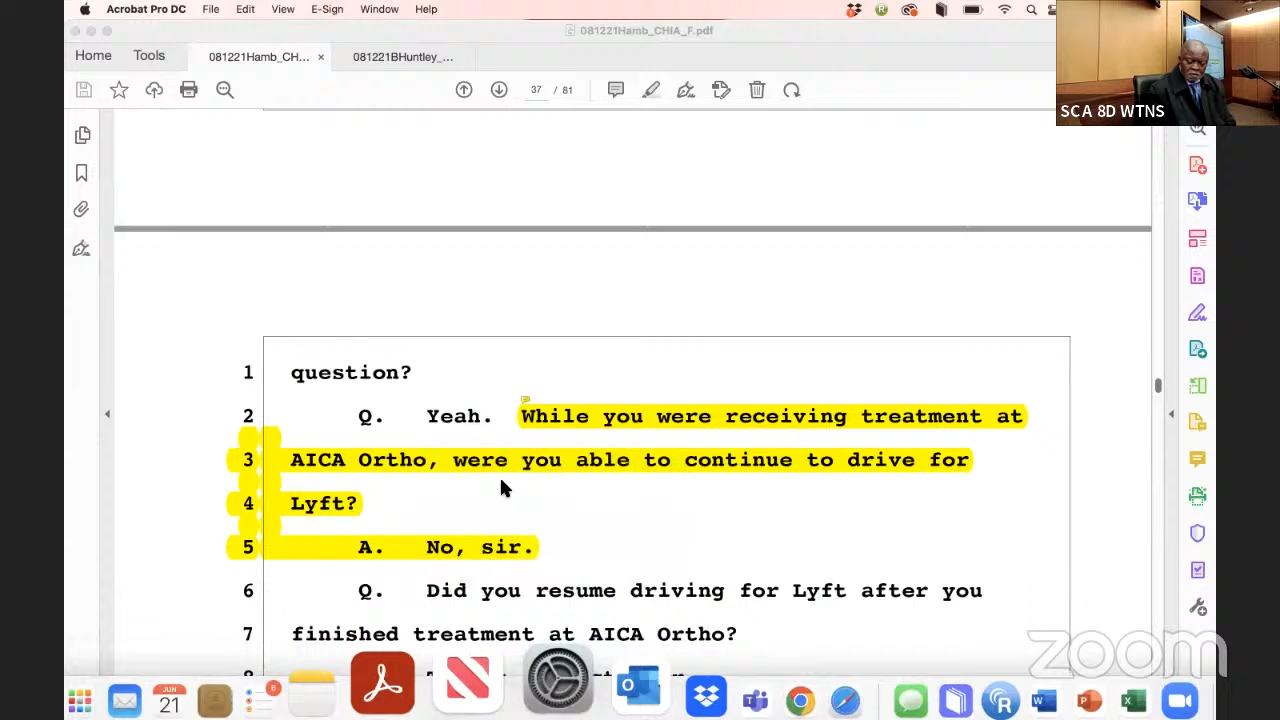 Acrobat Pro DC File Edit View E-Sign Window Help
081221Hamb_CHIA_F.pdf
Home Tools 081221Hamb_CH... × 081221BHuntley_...
37 / 81
SCA 8D WTNS
1 question?
2 Q. Yeah. While you were receiving treatment at
3 AICA Ortho, were you able to continue to drive for
4 Lyft?
5 A. No, sir.
6 Q. Did you resume driving for Lyft after you
7 finished treatment at AICA Ortho?
zoom
JUN
21
6